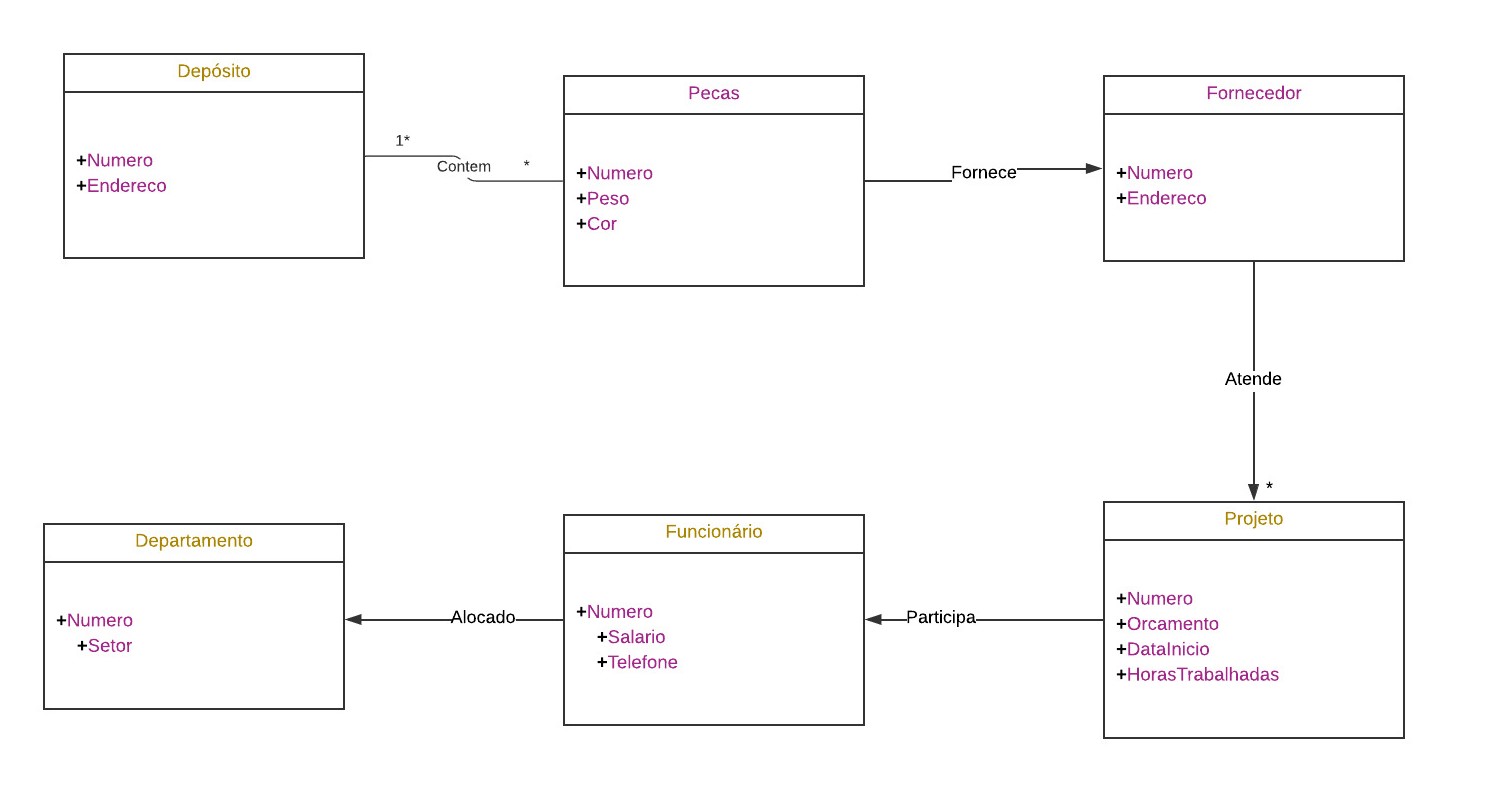 Depósito
+Numero
+Endereco
1*
Contem
*
Pecas
+Numero
+Peso
+Cor
Fornece
Fornecedor
+Numero
+Endereco
Atende
*
Departamento
+Numero
+Setor
Alocado
Funcionário
+Numero
+Salario
+Telefone
Participa
Projeto
+Numero
+Orcamento
+DataInicio
+HorasTrabalhadas